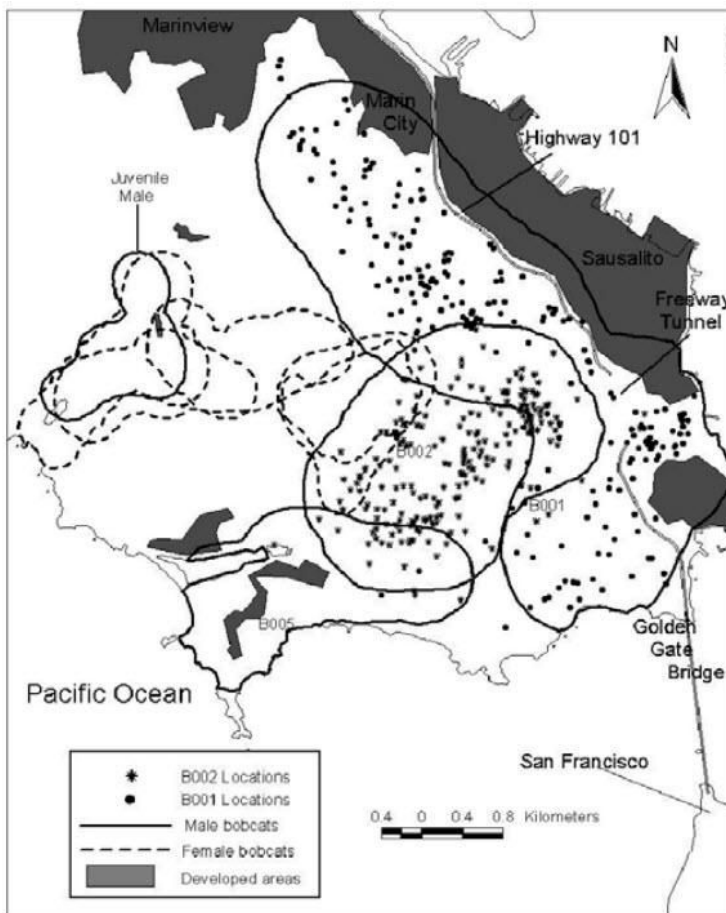 Marinview
N
Marin
City
Highway 101
Juvenile
Male
Sausalito
Freeway
Tunnel
B002
B001
B005
Golden
Gate
Bridge
Pacific Ocean
San Francisco
B002 Locations
B001 Locations
Male bobcats
Female bobcats
Developed areas
0.4 0 0.4 0.8 Kilometers